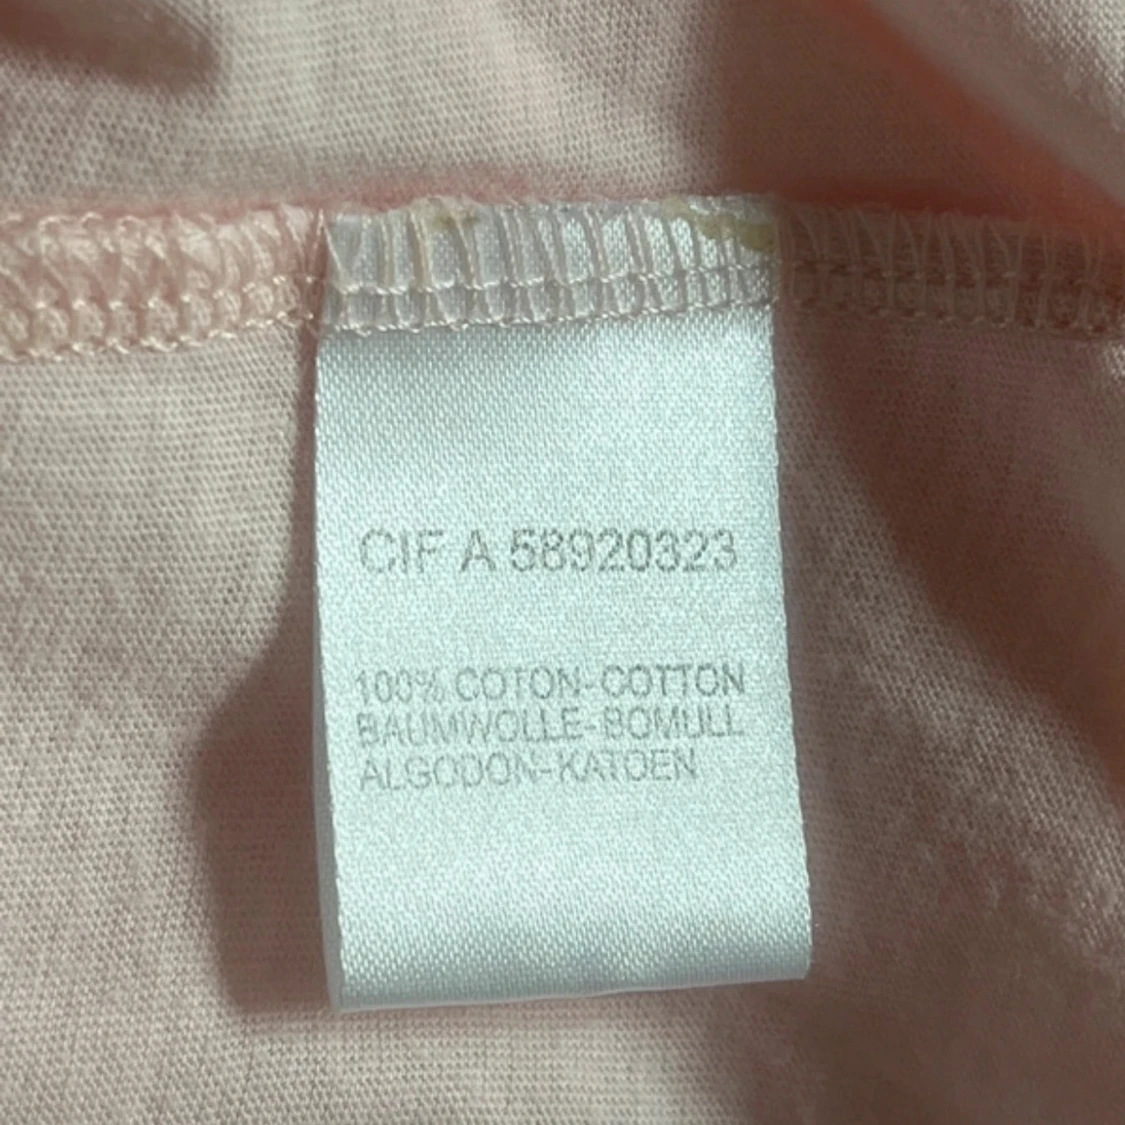 CIF A 58920323
100% COTON-COTTON
BAUMWOLLE-BOMULL
ALGODON-KATOEN